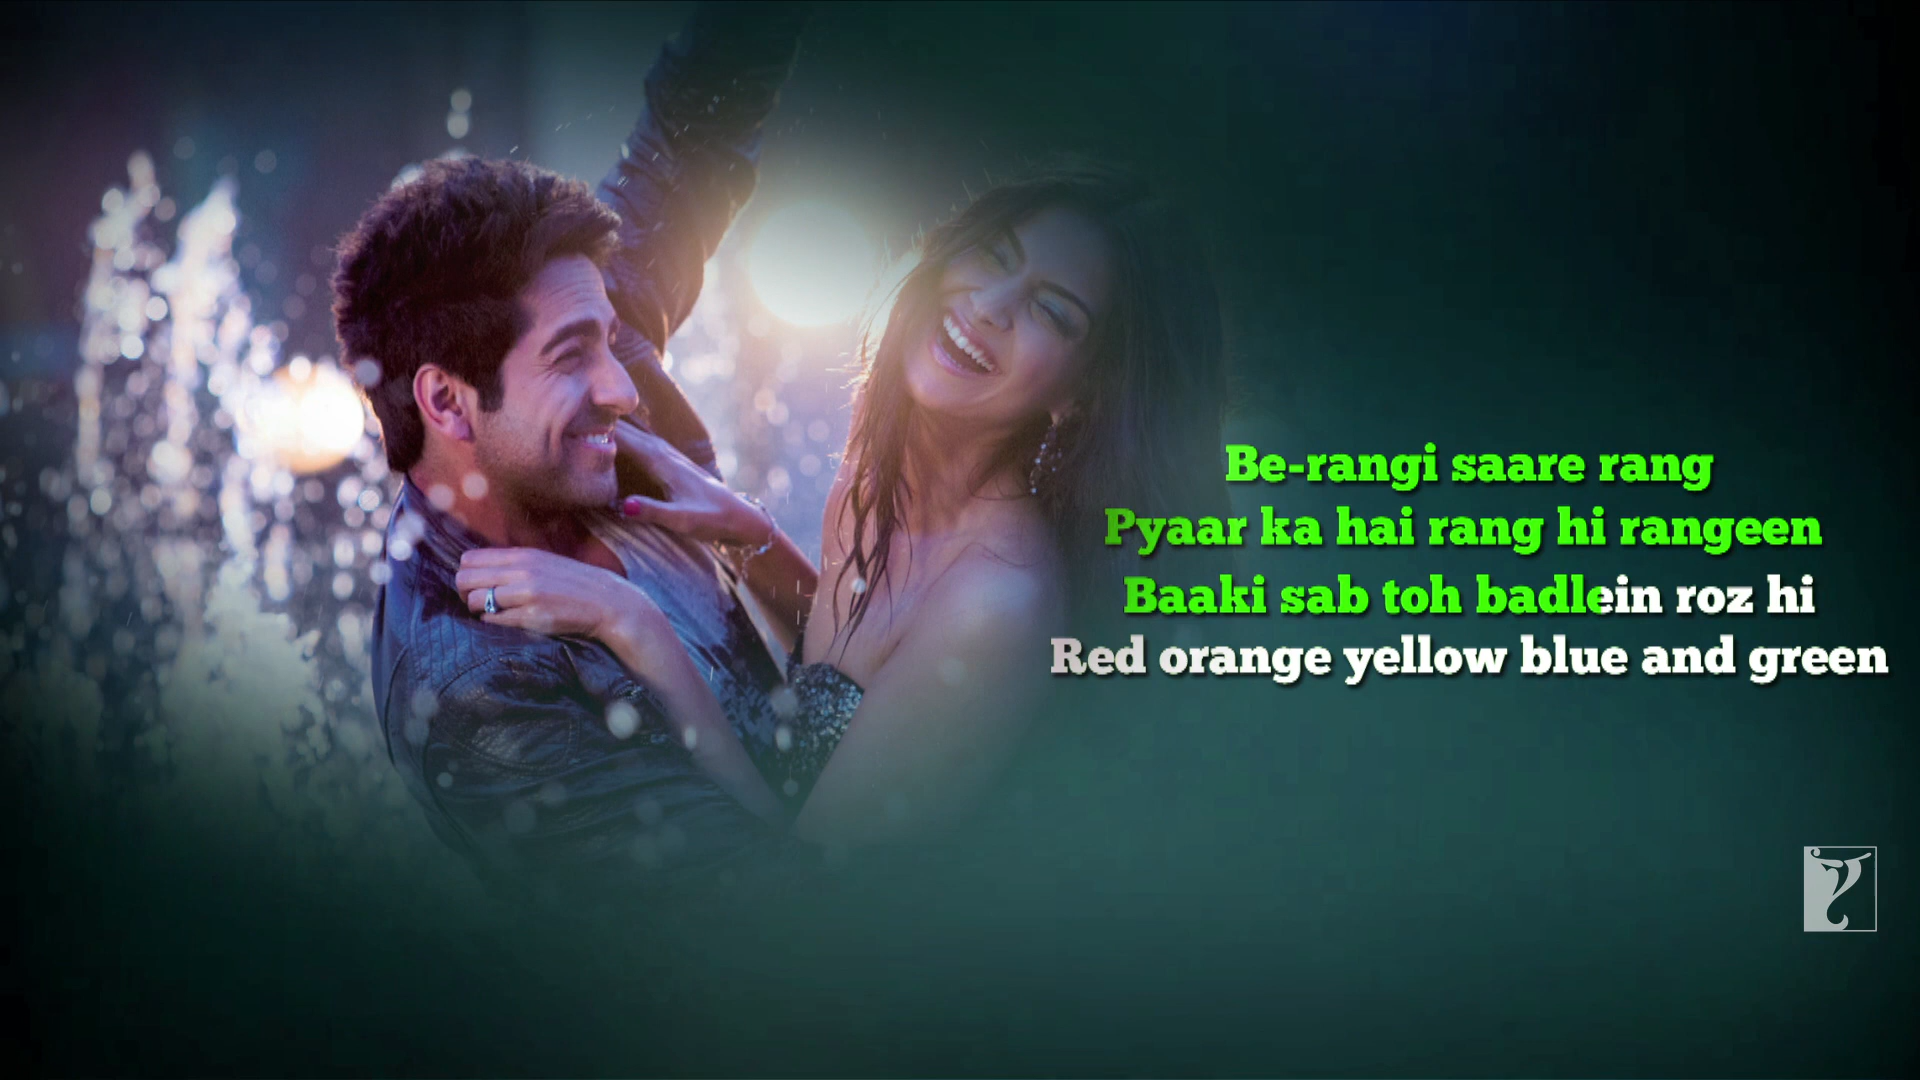 Be-rangi saare rang
Pyaar ka hai rang hi rangeen
Baaki sab toh badlein roz hi
Red orange yellow blue and green